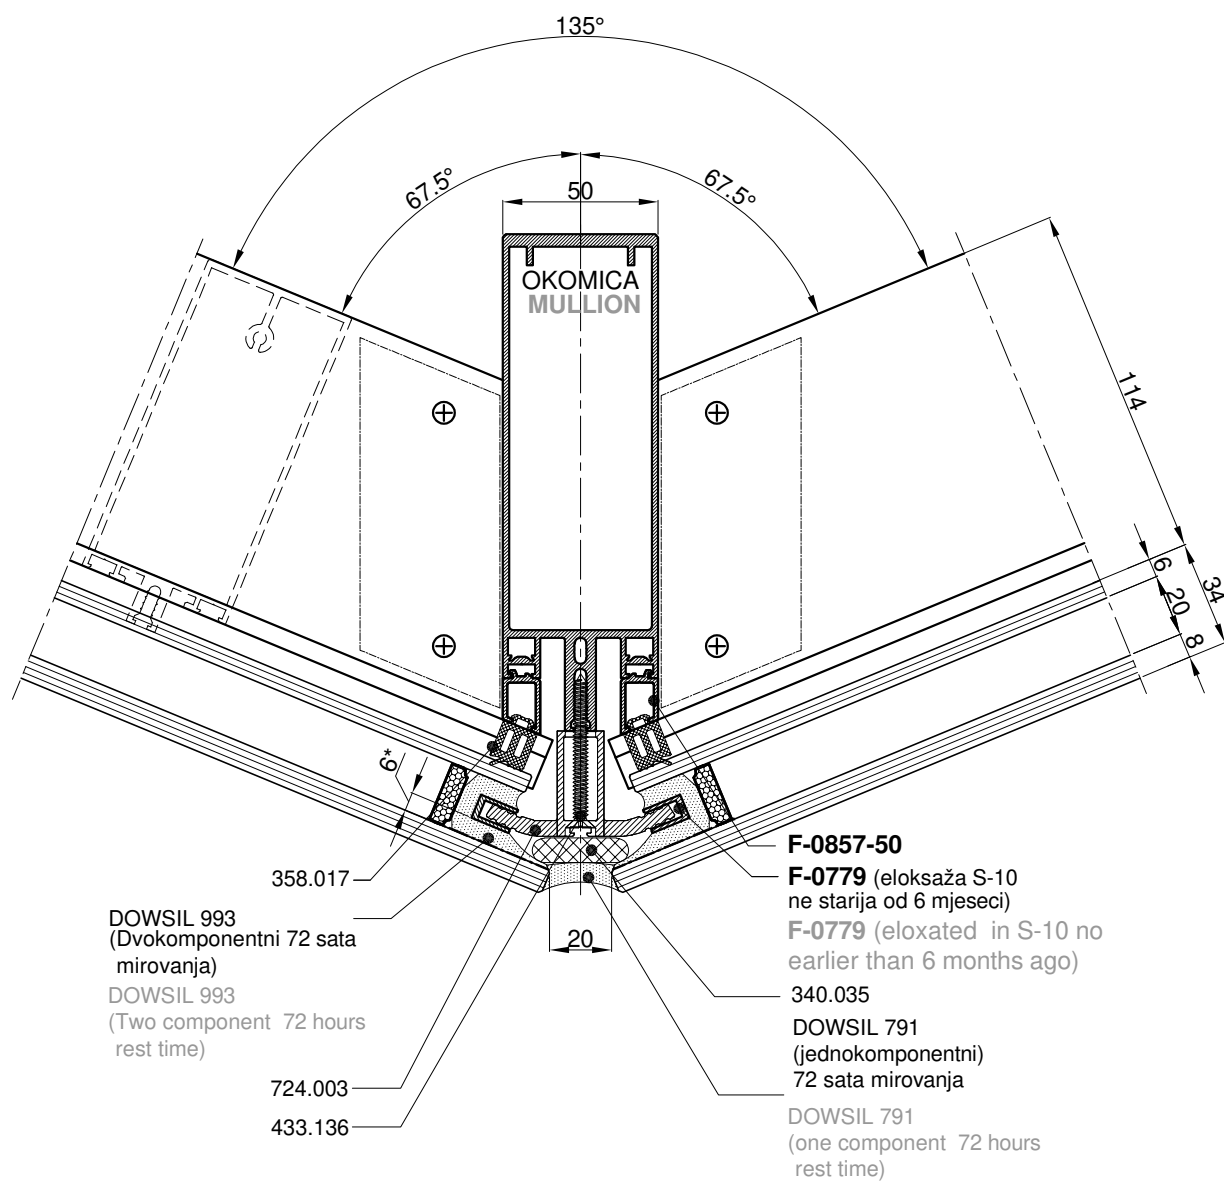 135°
67.5°
67.5°
50
OKOMICA
MULLION
114
6
34
20
8
6*
358.017
F-0857-50
F-0779 (eloksaža S-10
ne starija od 6 mjeseci)
F-0779 (eloxated in S-10 no
earlier than 6 months ago)
DOWSIL 993
(Dvokomponentni 72 sata
mirovanja)
DOWSIL 993
(Two component 72 hours
rest time)
20
340.035
DOWSIL 791
(jednokomponentni)
72 sata mirovanja
724.003
433.136
DOWSIL 791
(one component 72 hours
rest time)